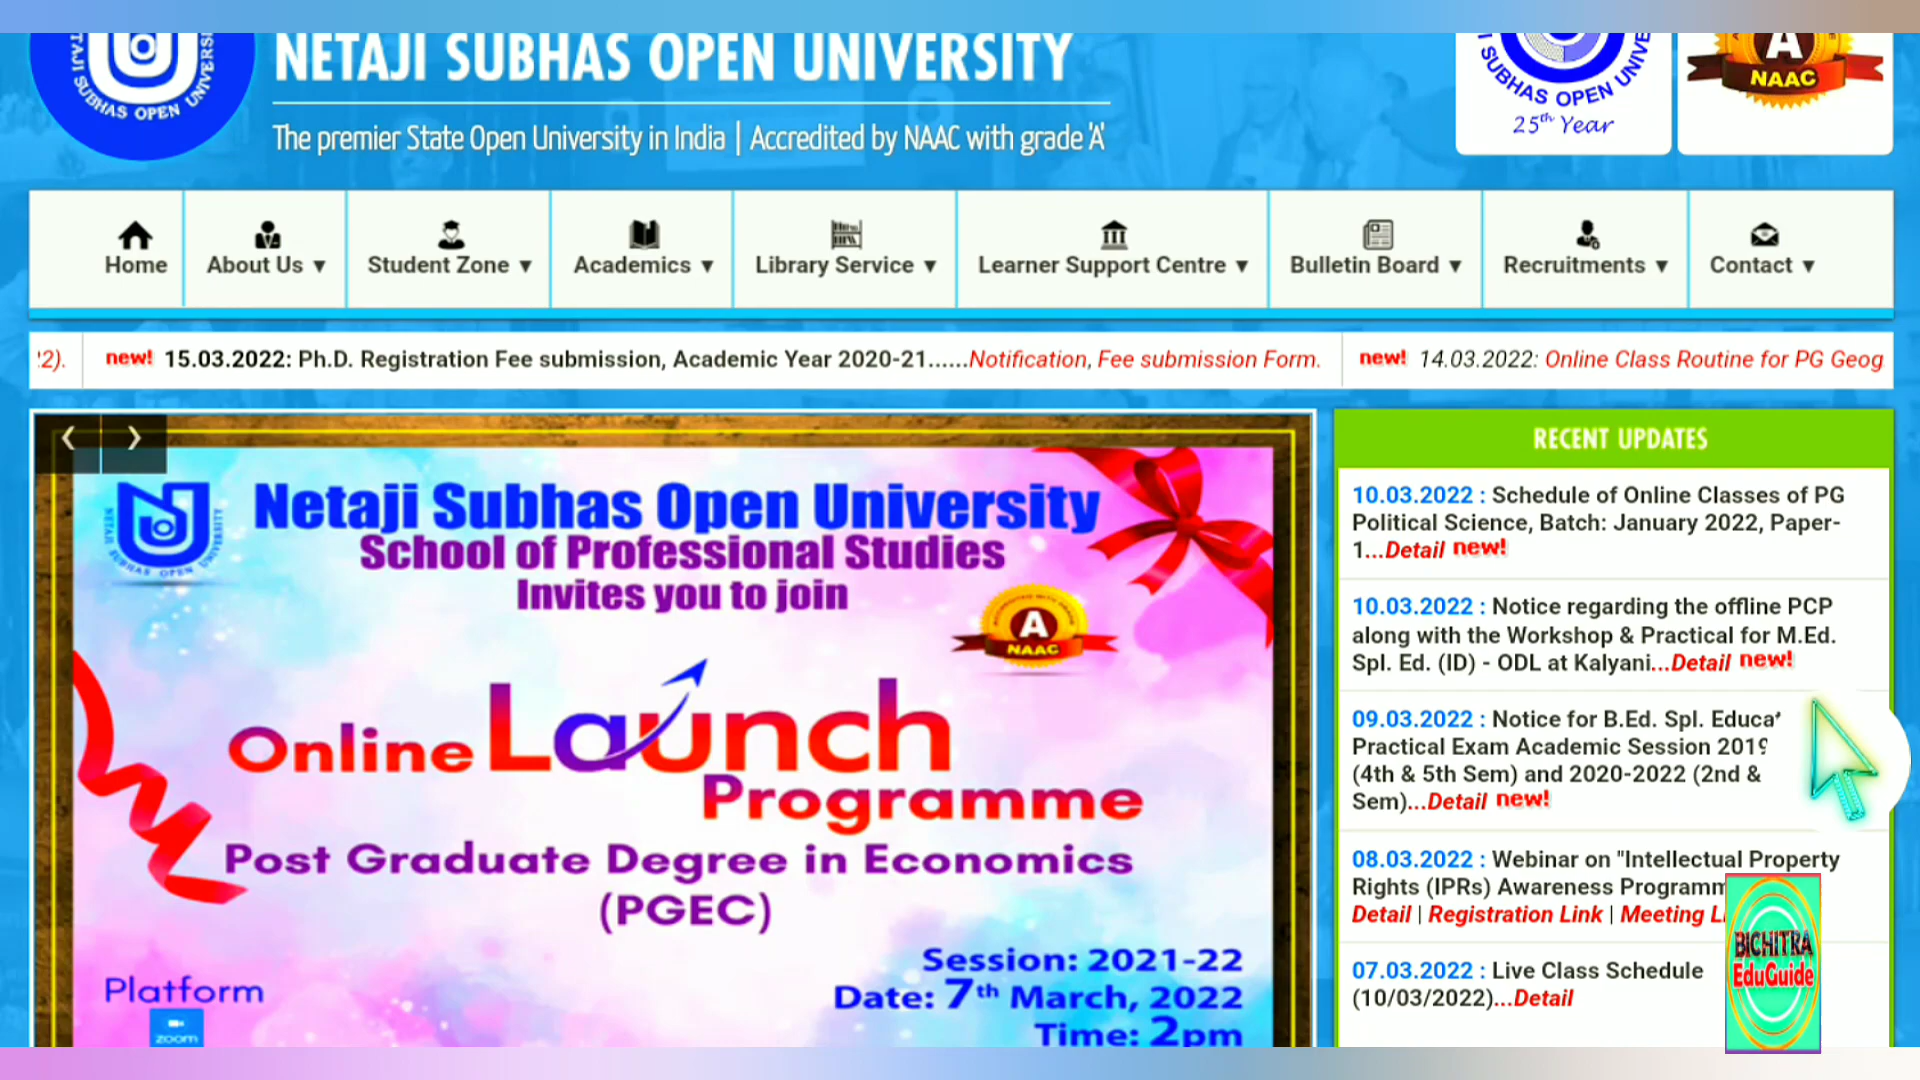 NETAJI SUBHAS OPEN UNIVERSITY
The premier State Open University in India | Accredited by NAAC with grade 'A'
SUBHAS OPEN
25th Year
NAAC
Home
About Us ▼
Student Zone ▼
Academics ▼
Library Service ▼
Learner Support Centre ▼
Bulletin Board ▼
Recruitments ▼
Contact ▼
new! 15.03.2022: Ph.D. Registration Fee submission, Academic Year 2020-21......Notification, Fee submission Form.
new! 14.03.2022: Online Class Routine for PG Geog
Netaji Subhas Open University
School of Professional Studies
Invites you to join
A
NAAC
Online Launch
Programme
Post Graduate Degree in Economics
(PGEC)
Session: 2021-22
Date: 7th March, 2022
Time: 2pm
Platform
zoom
RECENT UPDATES
10.03.2022 : Schedule of Online Classes of PG
Political Science, Batch: January 2022, Paper-
1...Detail new!
10.03.2022 : Notice regarding the offline PCP
along with the Workshop & Practical for M.Ed.
Spl. Ed. (ID) - ODL at Kalyani...Detail new!
09.03.2022 : Notice for B.Ed. Spl. Educa
Practical Exam Academic Session 2019
(4th & 5th Sem) and 2020-2022 (2nd &
Sem)...Detail new!
08.03.2022 : Webinar on "Intellectual Property
Rights (IPRs) Awareness Programm
Detail | Registration Link | Meeting L
07.03.2022 : Live Class Schedule
(10/03/2022)...Detail
BICHITRA
EduGuide